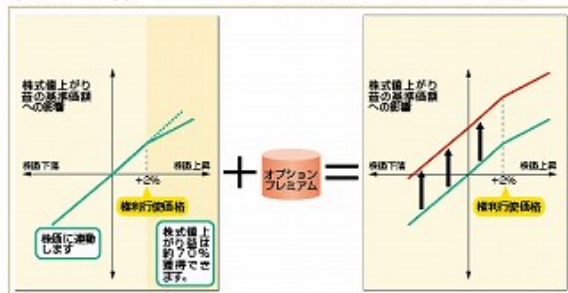 株式値上がり
益の基準価額
への影響
株価下落
株価上昇
+2%
権利行使価格
株価に連動
します
株式値上
がり益は
約70%
獲得でき
ます。
+
オプション
プレミアム
=
株式値上がり
益の基準価額
への影響
株価下落
株価上昇
+2%
権利行使価格